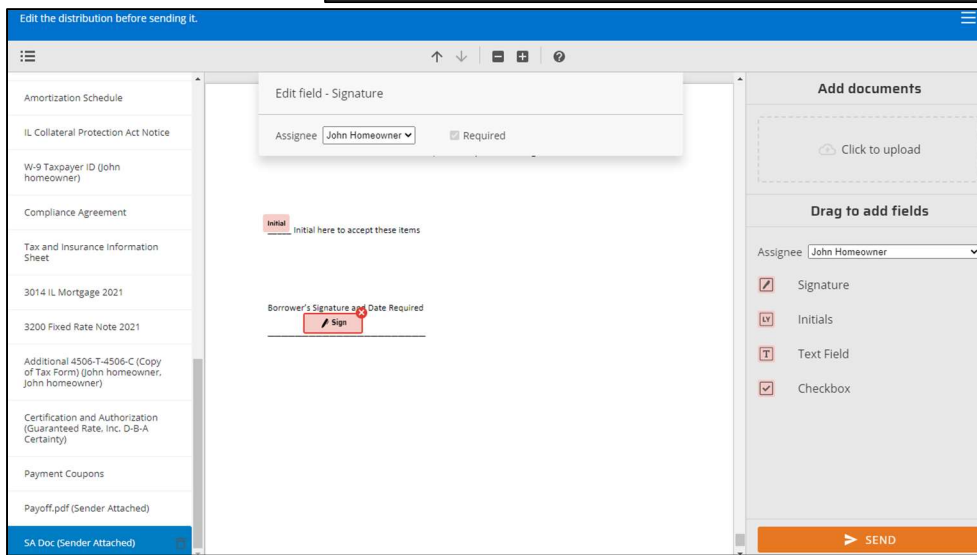 Edit the distribution before sending it.
Amortization Schedule
IL Collateral Protection Act Notice
W-9 Taxpayer ID (John
homeowner)
Compliance Agreement
Tax and Insurance Information
Sheet
3014 IL Mortgage 2021
3200 Fixed Rate Note 2021
Additional 4506-T-4506-C (Copy
of Tax Form) (John homeowner,
John homeowner)
Certification and Authorization
(Guaranteed Rate, Inc. D-B-A
Certainty)
Payment Coupons
Payoff.pdf (Sender Attached)
SA Doc (Sender Attached)
Edit field - Signature
Assignee John Homeowner Required
Initial
Initial here to accept these items
Borrower's Signature and Date Required
Sign
Add documents
Click to upload
Drag to add fields
Assignee John Homeowner
Signature
LY Initials
T Text Field
Checkbox
SEND